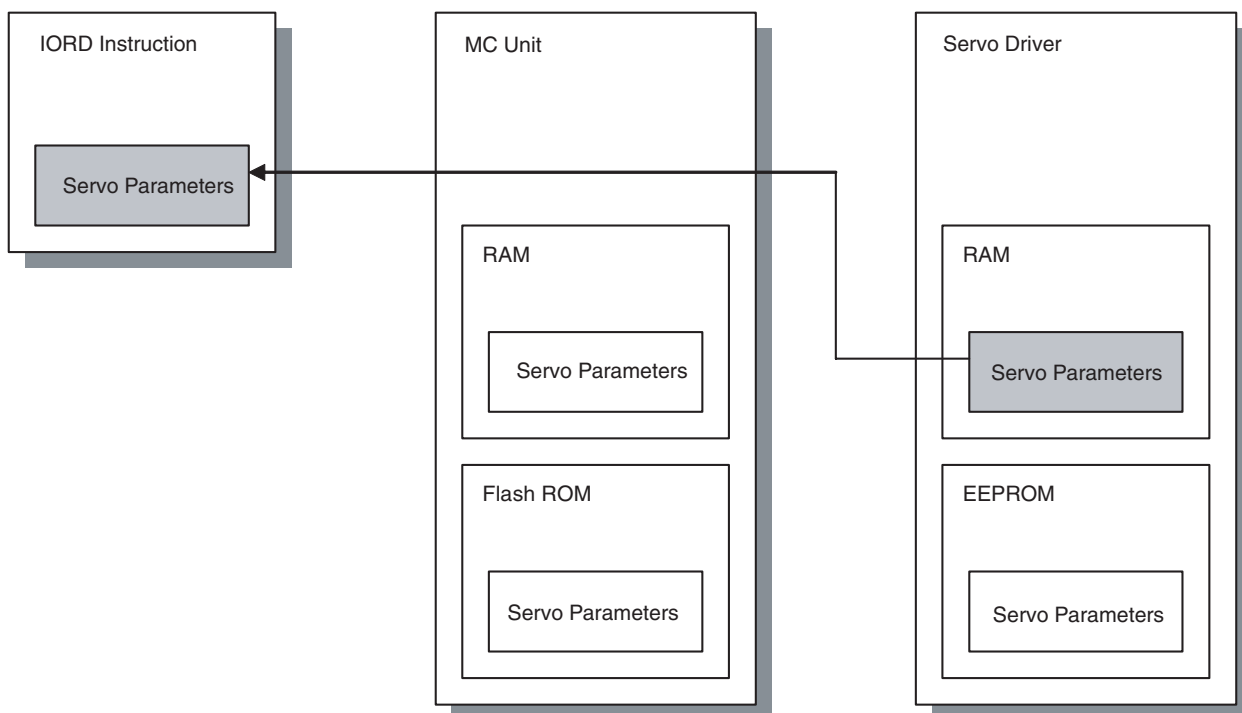 IORD Instruction
Servo Parameters
MC Unit
RAM
Servo Parameters
Flash ROM
Servo Parameters
Servo Driver
RAM
Servo Parameters
EEPROM
Servo Parameters